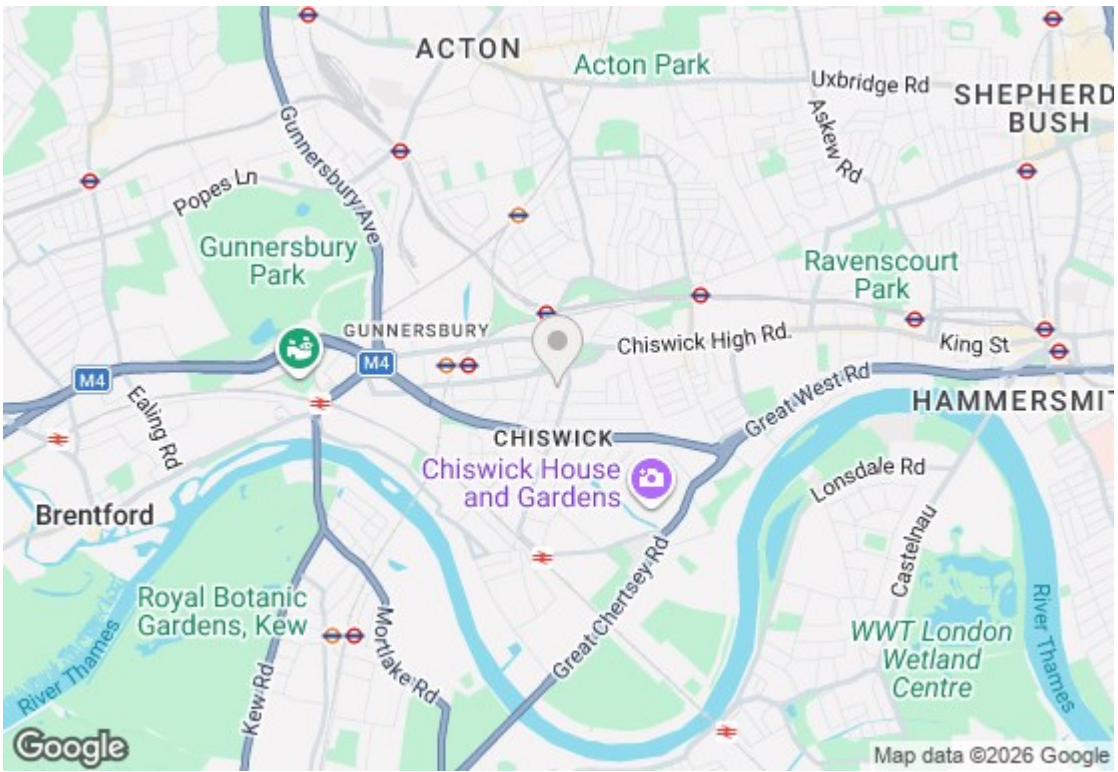 ACTON
Acton Park
Uxbridge Rd
SHEPHERD
BUSH
Askew Rd
Gunnersbury Ave
Popes Ln
Gunnersbury
Park
Ravenscourt
Park
GUNNERSBURY
Chiswick High Rd.
King St
M4
M4
Ealing Rd
Great West Rd
HAMMERSMIT
CHISWICK
Chiswick House
and Gardens
Lonsdale Rd
Brentford
Castelnau
Great Chertsey Rd
Royal Botanic
Gardens, Kew
Mortlake Rd
Kew Rd
River Thames
WWT London
Wetland
Centre
River Thames
Google
Map data ©2026 Google